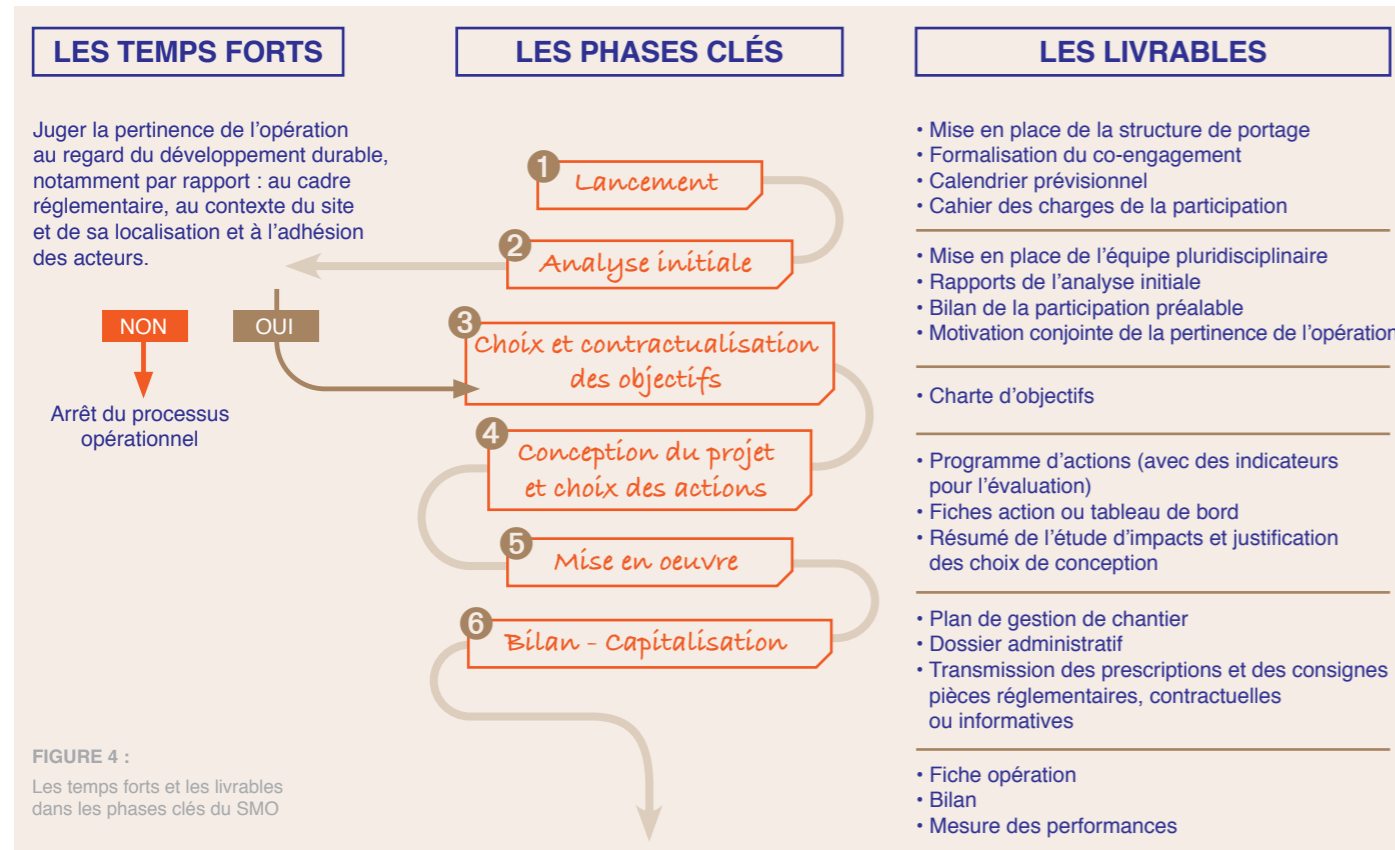 LES TEMPS FORTS
Juger la pertinence de l’opération
au regard du développement durable,
notamment par rapport : au cadre
réglementaire, au contexte du site
et de sa localisation et à l’adhésion
des acteurs.
NON
OUI
Arrêt du processus
opérationnel
LES PHASES CLÉS
1
Lancement
2
Analyse initiale
3
Choix et contractualisation
des objectifs
4
Conception du projet
et choix des actions
5
Mise en oeuvre
6
Bilan - Capitalisation
LES LIVRABLES
• Mise en place de la structure de portage
• Formalisation du co-engagement
• Calendrier prévisionnel
• Cahier des charges de la participation
• Mise en place de l’équipe pluridisciplinaire
• Rapports de l’analyse initiale
• Bilan de la participation préalable
• Motivation conjointe de la pertinence de l’opération
• Charte d’objectifs
• Programme d’actions (avec des indicateurs
pour l’évaluation)
• Fiches action ou tableau de bord
• Résumé de l’étude d’impacts et justification
des choix de conception
• Plan de gestion de chantier
• Dossier administratif
• Transmission des prescriptions et des consignes
pièces réglementaires, contractuelles
ou informatives
• Fiche opération
• Bilan
• Mesure des performances
FIGURE 4 :
Les temps forts et les livrables
dans les phases clés du SMO